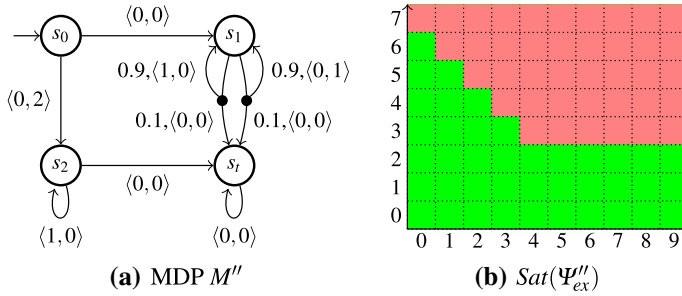 s₀ ⟨0,0⟩ s₁
0.9,⟨1,0⟩ 0.9,⟨0,1⟩
⟨0,2⟩
0.1,⟨0,0⟩ 0.1,⟨0,0⟩
s₂ ⟨0,0⟩ sₜ
⟨1,0⟩ ⟨0,0⟩
(a) MDP M″
7
6
5
4
3
2
1
0
0 1 2 3 4 5 6 7 8 9
(b) Sat(Ψ″ₑₓ)